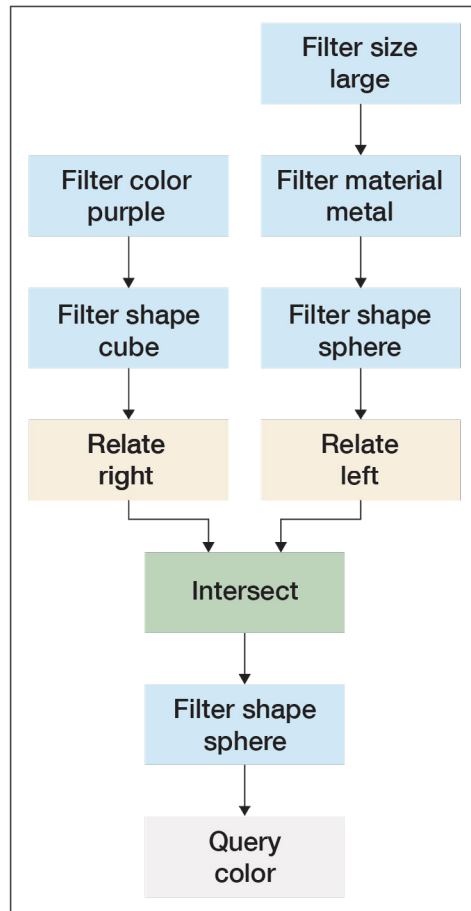 Filter size
large
Filter color
purple
Filter material
metal
Filter shape
cube
Filter shape
sphere
Relate
right
Relate
left
Intersect
Filter shape
sphere
Query
color